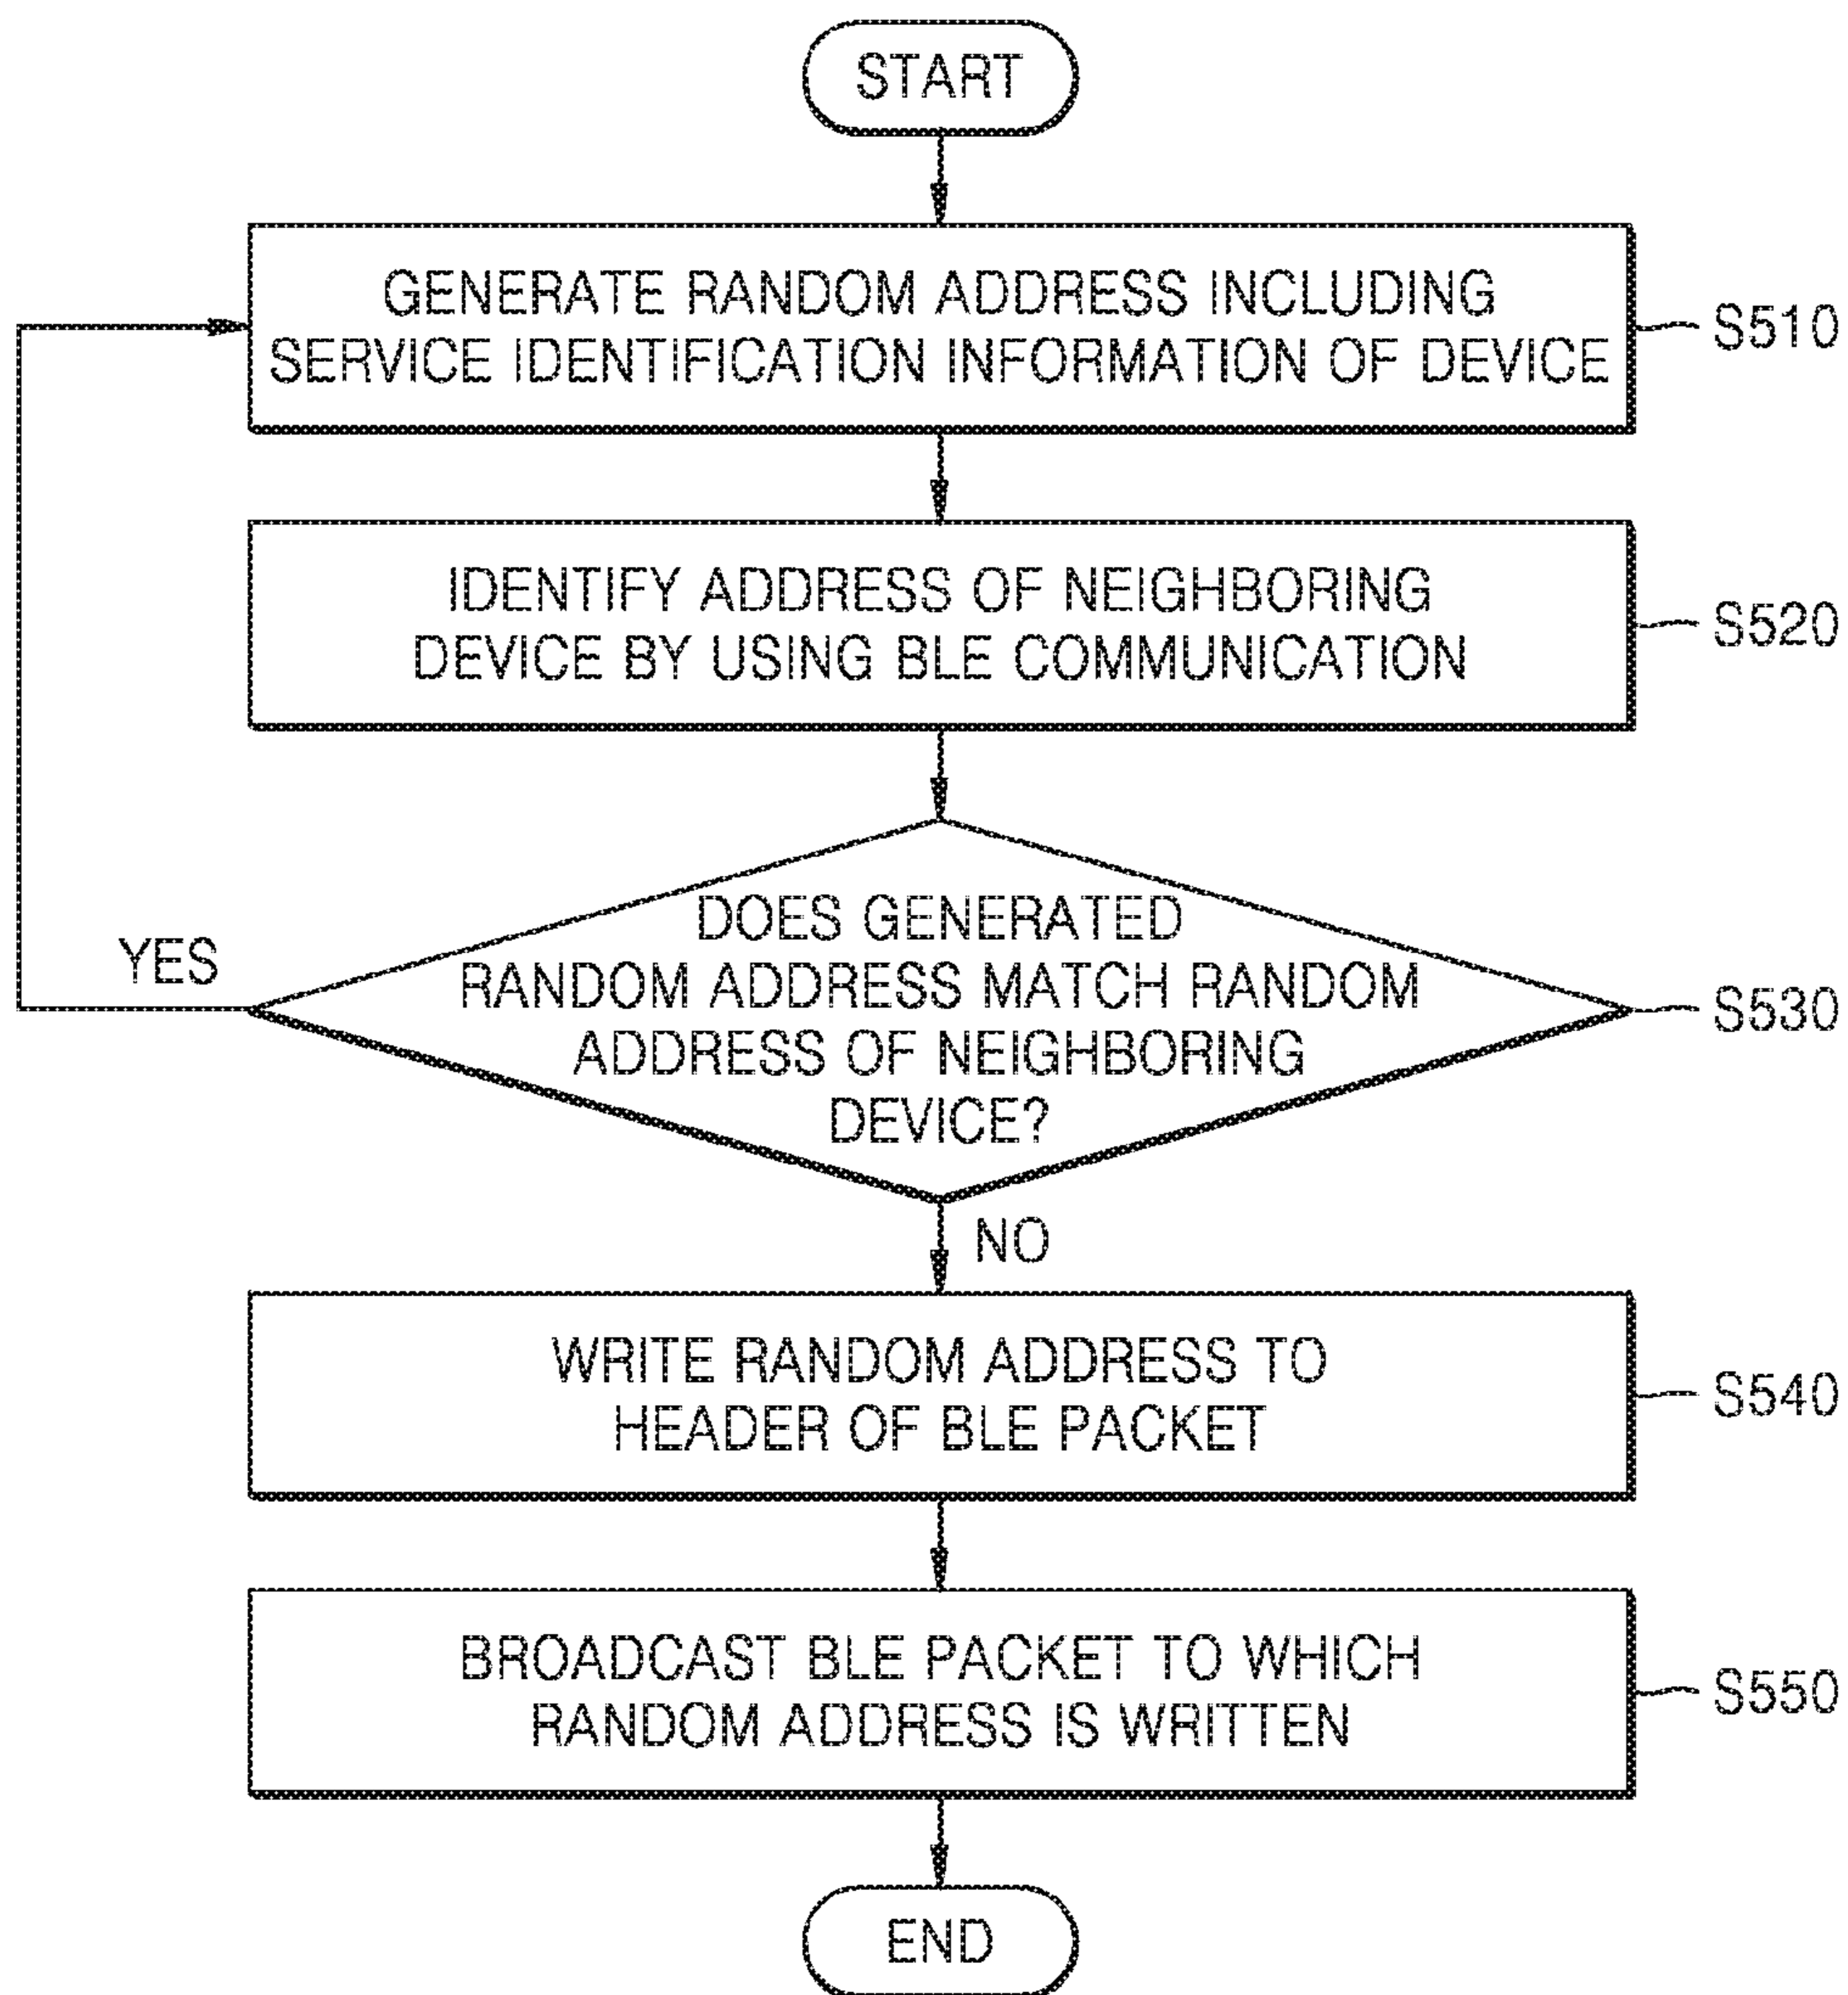 START
GENERATE RANDOM ADDRESS INCLUDING
SERVICE IDENTIFICATION INFORMATION OF DEVICE
S510
IDENTIFY ADDRESS OF NEIGHBORING
DEVICE BY USING BLE COMMUNICATION
S520
DOES GENERATED
RANDOM ADDRESS MATCH RANDOM
ADDRESS OF NEIGHBORING
DEVICE?
YES
S530
NO
WRITE RANDOM ADDRESS TO
HEADER OF BLE PACKET
S540
BROADCAST BLE PACKET TO WHICH
RANDOM ADDRESS IS WRITTEN
S550
END